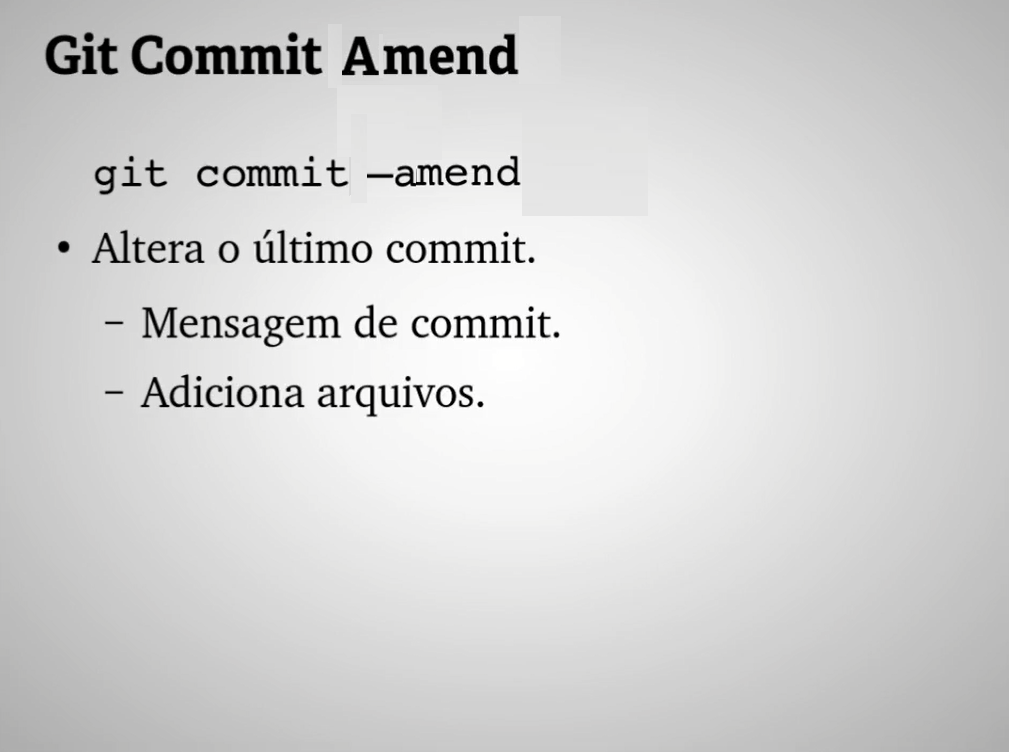 Git Commit Amend
git commit —amend
• Altera o último commit.
– Mensagem de commit.
– Adiciona arquivos.